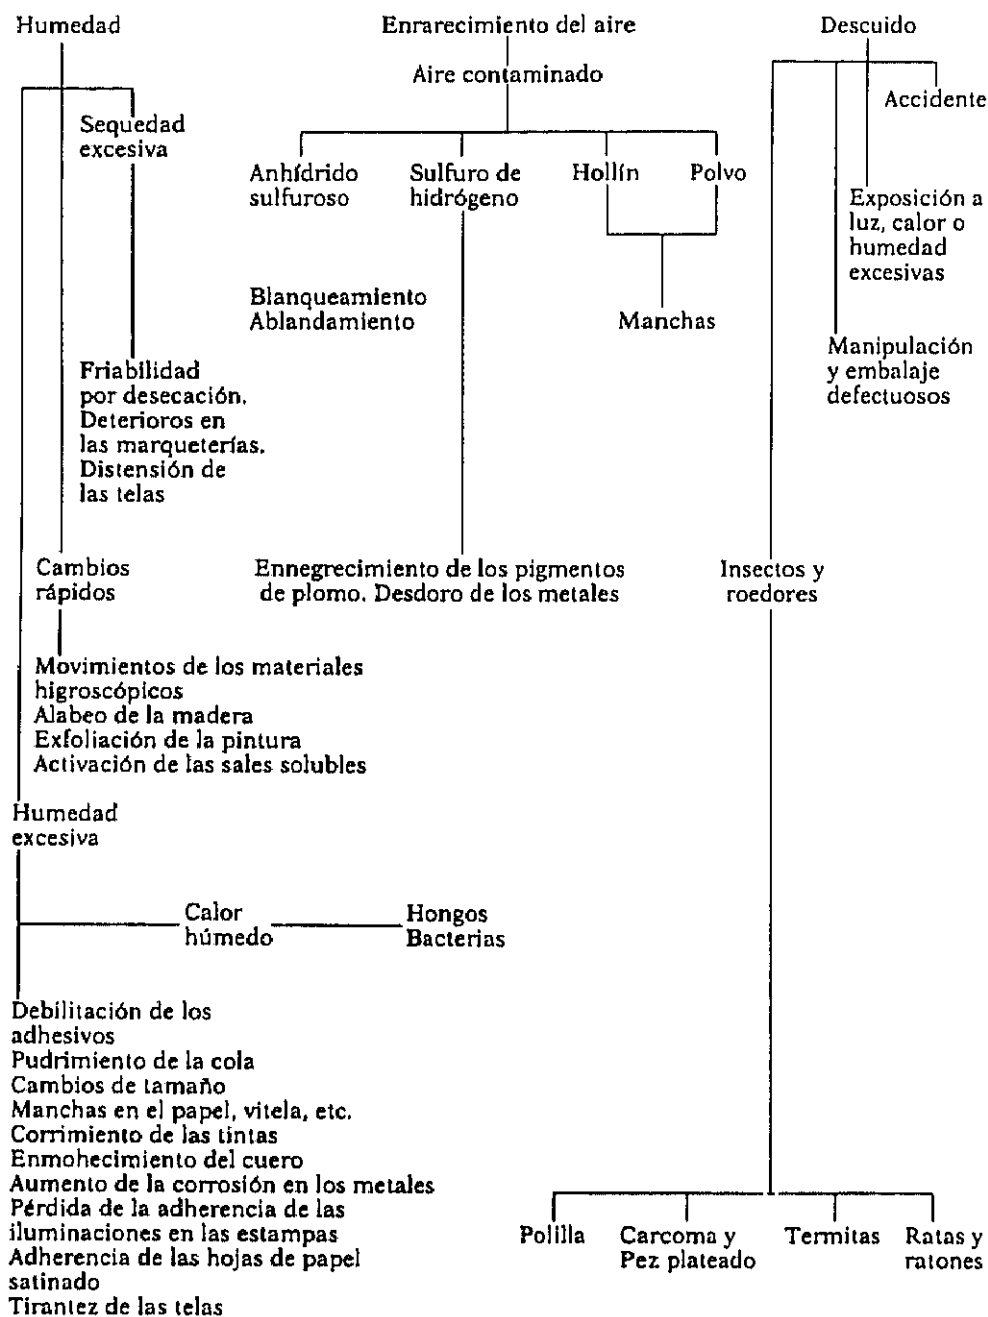 Humedad
Sequedad
excesiva
Friabilidad
por desecación.
Deterioros en
las marqueterías.
Distensión de
las telas
Cambios
rápidos
Movimientos de los materiales
higroscópicos
Alabeo de la madera
Exfoliación de la pintura
Activación de las sales solubles
Humedad
excesiva
Calor
húmedo
Hongos
Bacterias
Debilitación de los
adhesivos
Pudrimiento de la cola
Cambios de tamaño
Manchas en el papel, vitela, etc.
Corrimiento de las tintas
Enmohecimiento del cuero
Aumento de la corrosión en los metales
Pérdida de la adherencia de las
iluminaciones en las estampas
Adherencia de las hojas de papel
satinado
Tirantez de las telas
Enrarecimiento del aire
Aire contaminado
Anhídrido
sulfuroso
Blanqueamiento
Ablandamiento
Sulfuro de
hidrógeno
Ennegrecimiento de los pigmentos
de plomo. Desdoro de los metales
Hollín
Polvo
Manchas
Descuido
Accidente
Exposición a
luz, calor o
humedad
excesivas
Manipulación
y embalaje
defectuosos
Insectos y
roedores
Polilla
Carcoma y
Pez plateado
Termitas
Ratas y
ratones